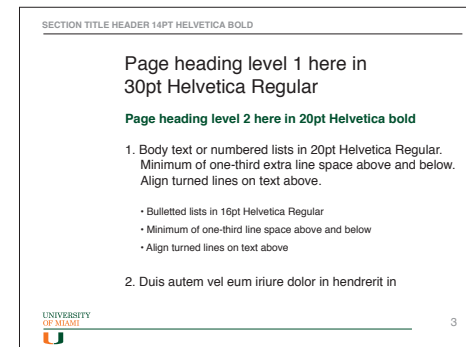 SECTION TITLE HEADER 14PT HELVETICA BOLD
Page heading level 1 here in
30pt Helvetica Regular
Page heading level 2 here in 20pt Helvetica bold
1. Body text or numbered lists in 20pt Helvetica Regular.
Minimum of one-third extra line space above and below.
Align turned lines on text above.
• Bulletted lists in 16pt Helvetica Regular
• Minimum of one-third line space above and below
• Align turned lines on text above
2. Duis autem vel eum iriure dolor in hendrerit in
UNIVERSITY
OF MIAMI
U
3